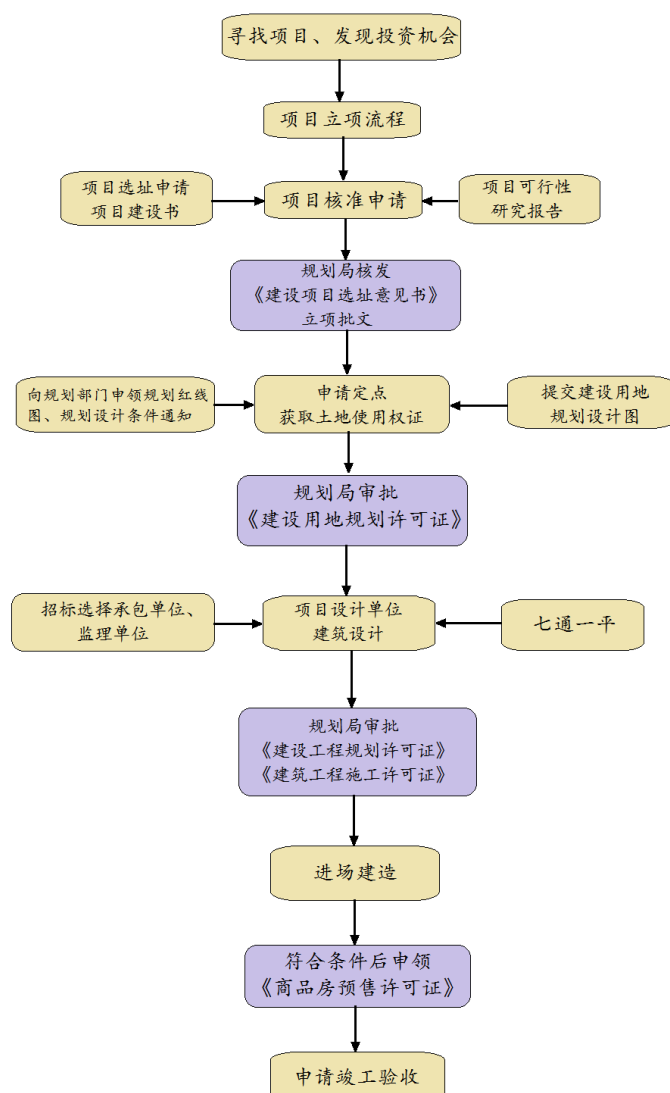 寻找项目、发现投资机会
项目立项流程
项目选址申请
项目建设书
项目核准申请
项目可行性
研究报告
规划局核发
《建设项目选址意见书》
立项批文
向规划部门申领规划红线
图、规划设计条件通知
申请定点
获取土地使用权证
提交建设用地
规划设计图
规划局审批
《建设用地规划许可证》
招标选择承包单位、
监理单位
项目设计单位
建筑设计
七通一平
规划局审批
《建设工程规划许可证》
《建筑工程施工许可证》
进场建造
符合条件后申领
《商品房预售许可证》
申请竣工验收